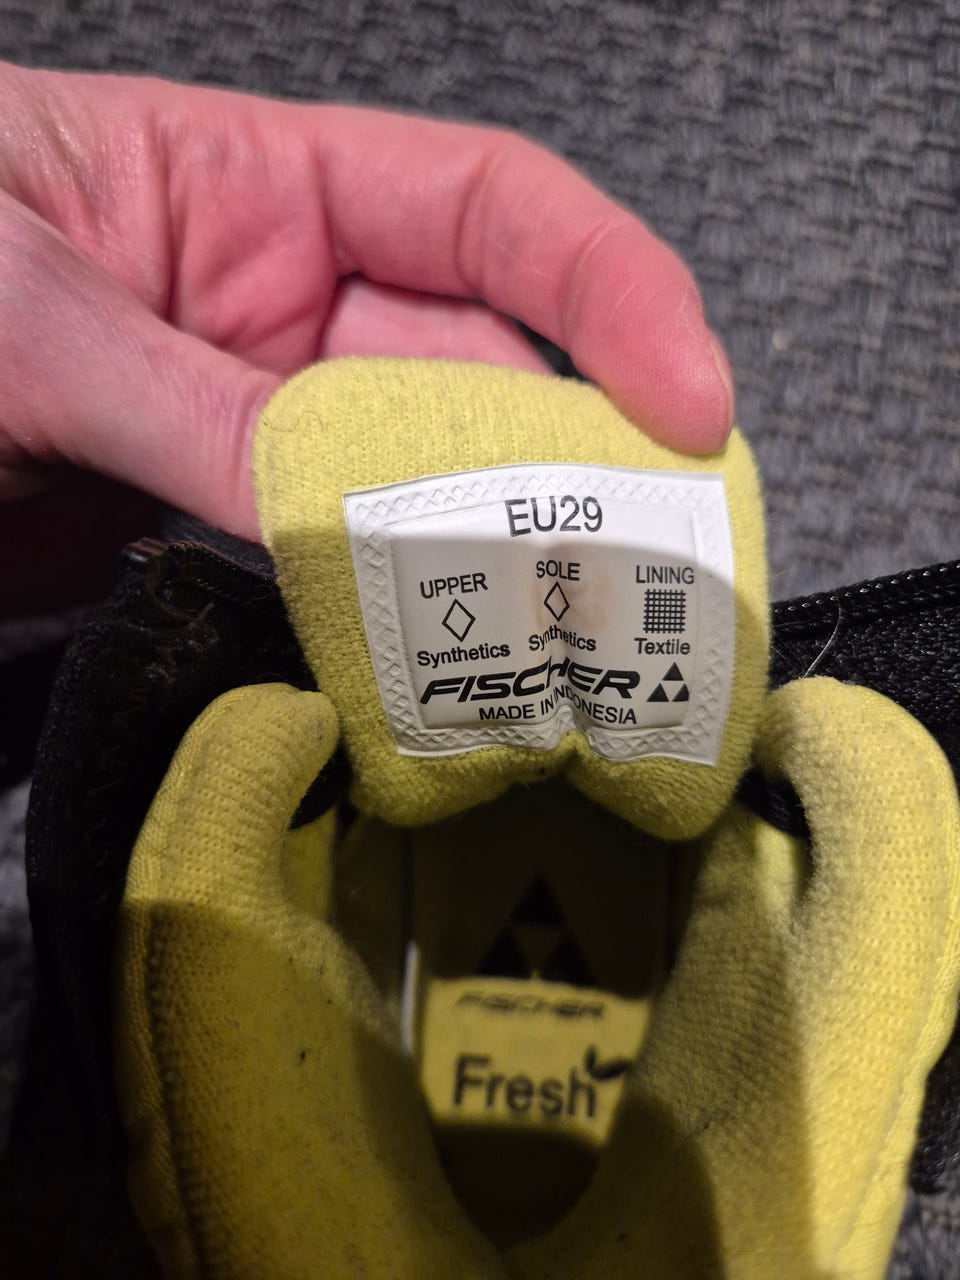 EU29
UPPER SOLE LINING
Synthetics Synthetics Textile
FISCHER
MADE IN INDONESIA
FISCHER
Fresh